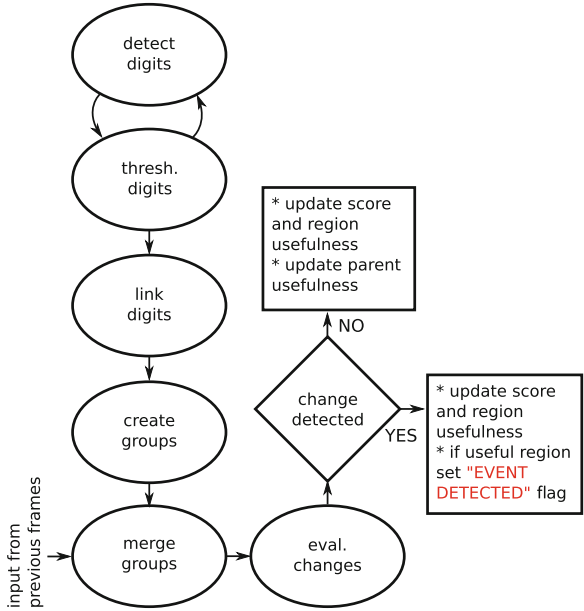 detect
digits
thresh.
digits
link
digits
create
groups
input from
previous frames
merge
groups
eval.
changes
change
detected
NO
* update score
and region
usefulness
* update parent
usefulness
YES
* update score
and region
usefulness
* if useful region
set "EVENT
DETECTED" flag